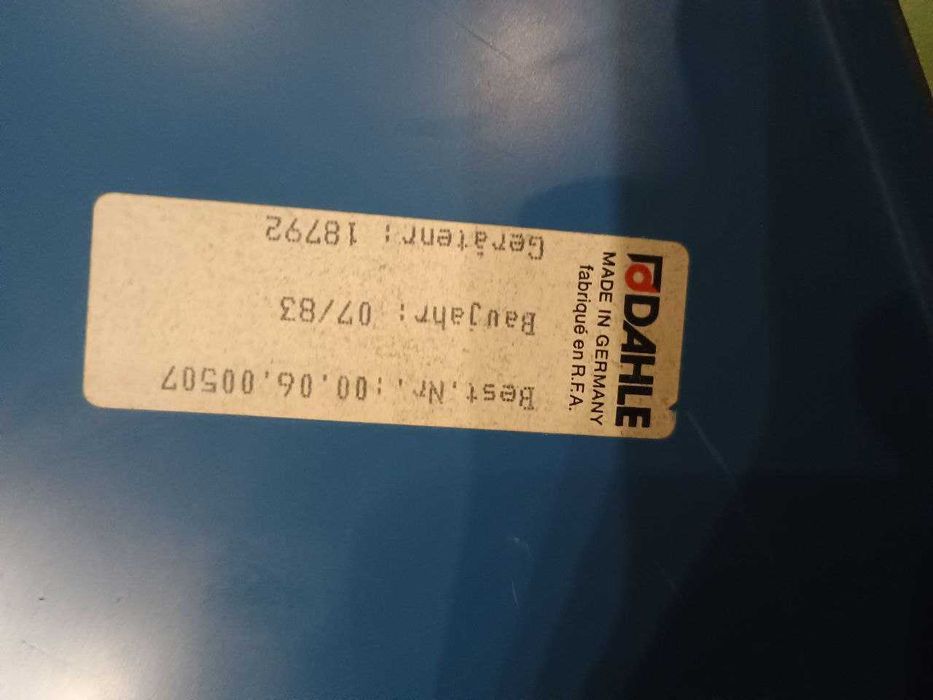 DAHLE
MADE IN GERMANY
fabriqué en R.F.A.
Best.Nr.:00.06.00507
Baujahr: 07/83
Gerätenr: 18792